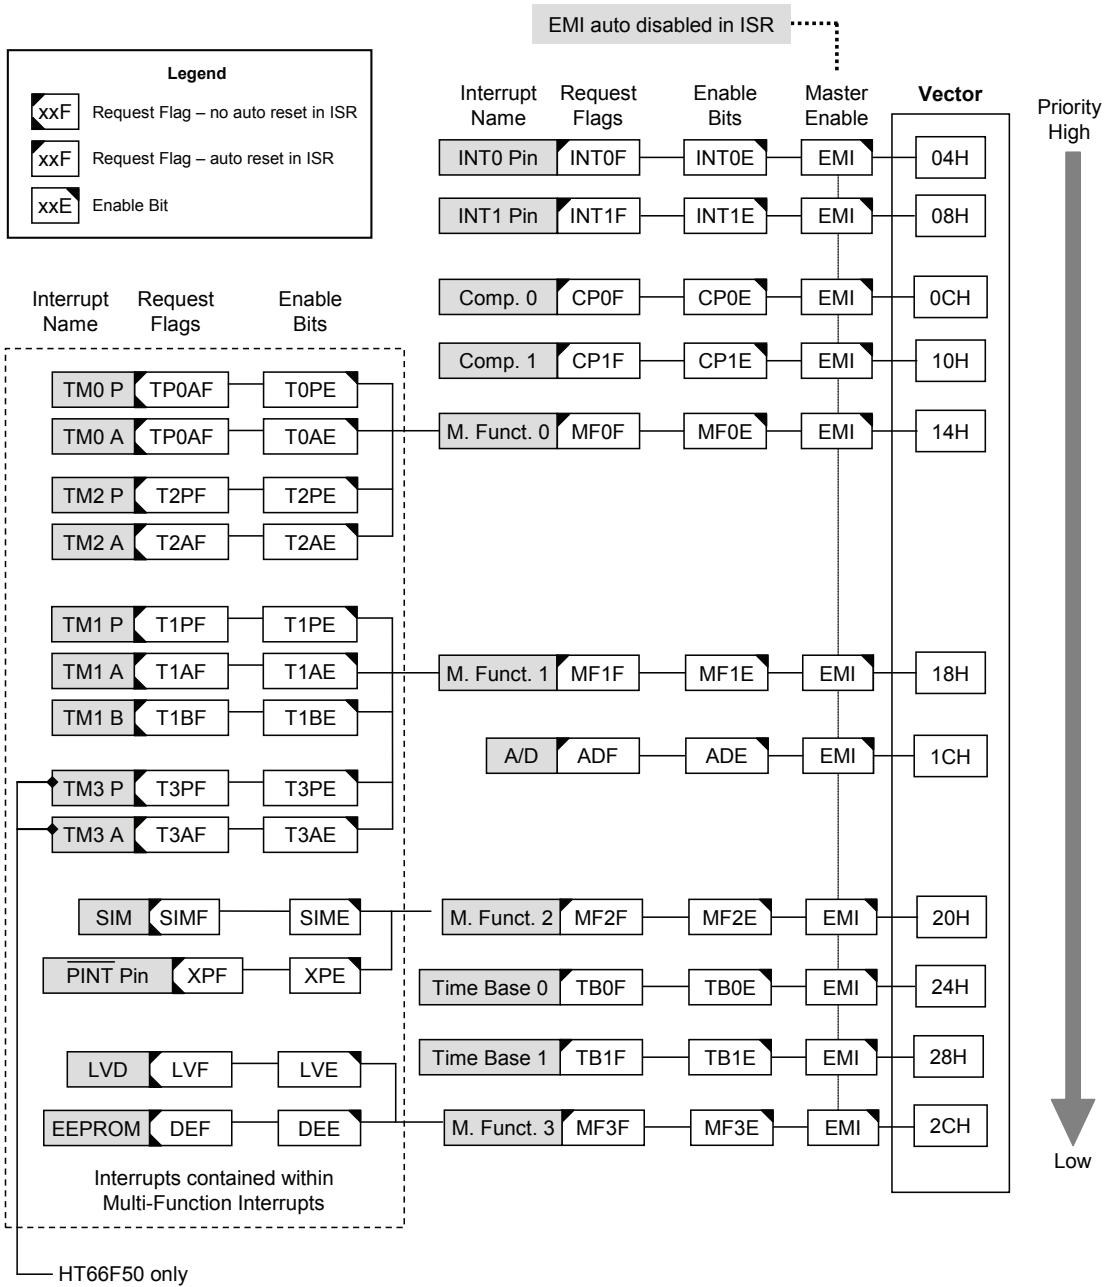 EMI auto disabled in ISR
Legend
xxF Request Flag – no auto reset in ISR
xxF Request Flag – auto reset in ISR
xxE Enable Bit
Interrupt Name
Request Flags
Enable Bits
Master Enable
Vector
Priority High
INT0 Pin INT0F INT0E EMI 04H
INT1 Pin INT1F INT1E EMI 08H
Comp. 0 CP0F CP0E EMI 0CH
Comp. 1 CP1F CP1E EMI 10H
M. Funct. 0 MF0F MF0E EMI 14H
M. Funct. 1 MF1F MF1E EMI 18H
A/D ADF ADE EMI 1CH
M. Funct. 2 MF2F MF2E EMI 20H
Time Base 0 TB0F TB0E EMI 24H
Time Base 1 TB1F TB1E EMI 28H
M. Funct. 3 MF3F MF3E EMI 2CH
Low
Interrupt Name
Request Flags
Enable Bits
TM0 P TP0AF T0PE
TM0 A TP0AF T0AE
TM2 P T2PF T2PE
TM2 A T2AF T2AE
TM1 P T1PF T1PE
TM1 A T1AF T1AE
TM1 B T1BF T1BE
TM3 P T3PF T3PE
TM3 A T3AF T3AE
SIM SIMF SIME
PINT Pin XPF XPE
LVD LVF LVE
EEPROM DEF DEE
Interrupts contained within
Multi-Function Interrupts
HT66F50 only